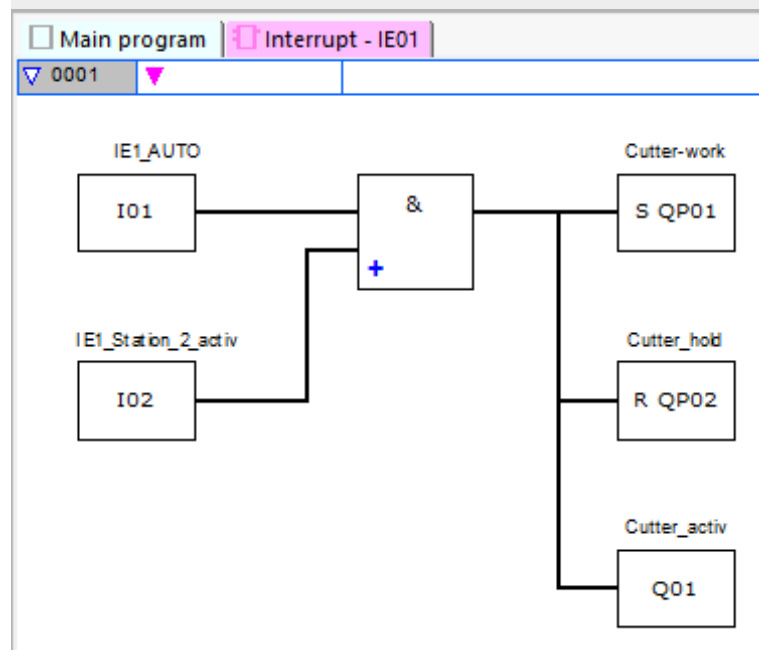 Main program Interrupt - IE01
0001
IE1_AUTO Cutter-work
I01 & S QP01
+
IE1_Station_2_activ Cutter_hold
I02 R QP02
Cutter_activ
Q01